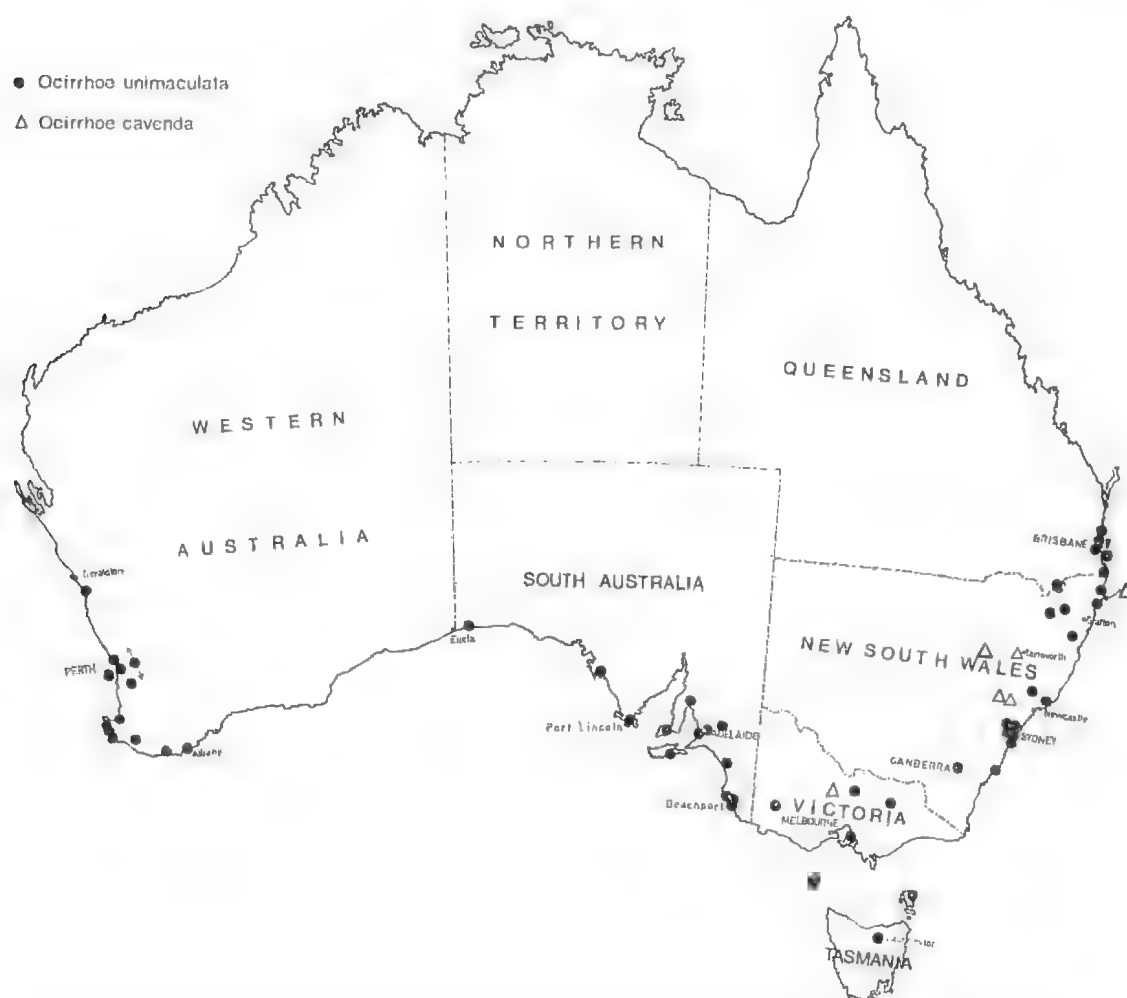 Ocirrhoe unimaculata
Ocirrhoe cavenda
NORTHERN
TERRITORY
QUEENSLAND
WESTERN
AUSTRALIA
SOUTH AUSTRALIA
NEW SOUTH WALES
VICTORIA
TASMANIA
BRISBANE
Geraldton
PERTH
Albany
Eucla
Port Lincoln
ADELAIDE
Beachport
MELBOURNE
CANBERRA
SYDNEY
Newcastle
Tamworth
Grafton